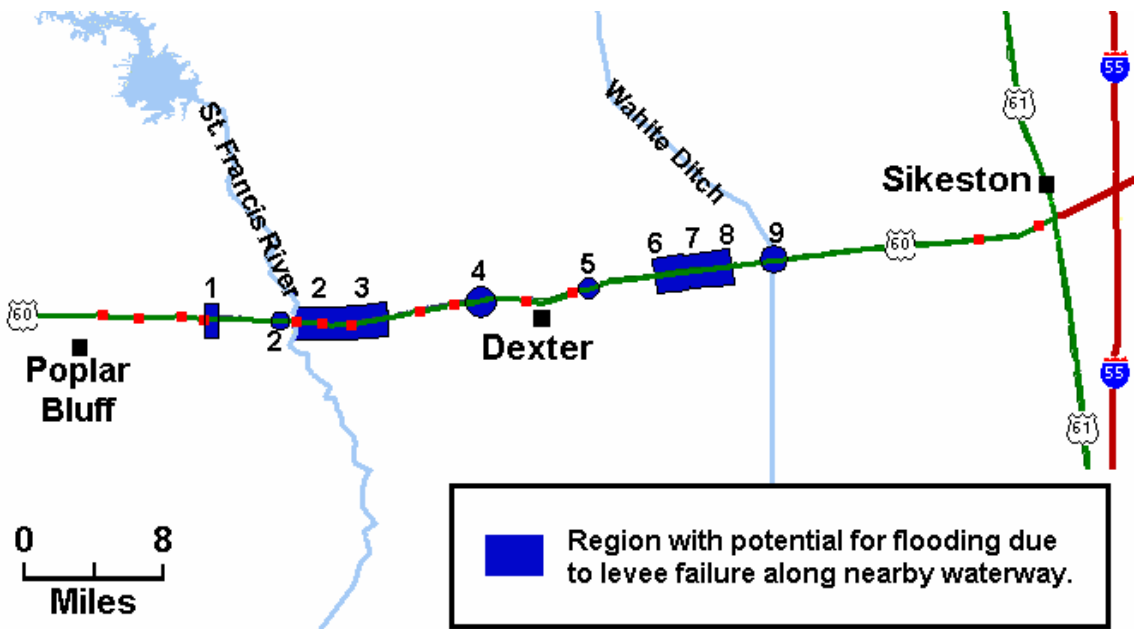 55
61
St. Francis River
Wahite Ditch
Sikeston
60
1
2
3
4
5
6
7
8
9
60
2
Dexter
Poplar
Bluff
55
61
0 8
Miles
Region with potential for flooding due
to levee failure along nearby waterway.